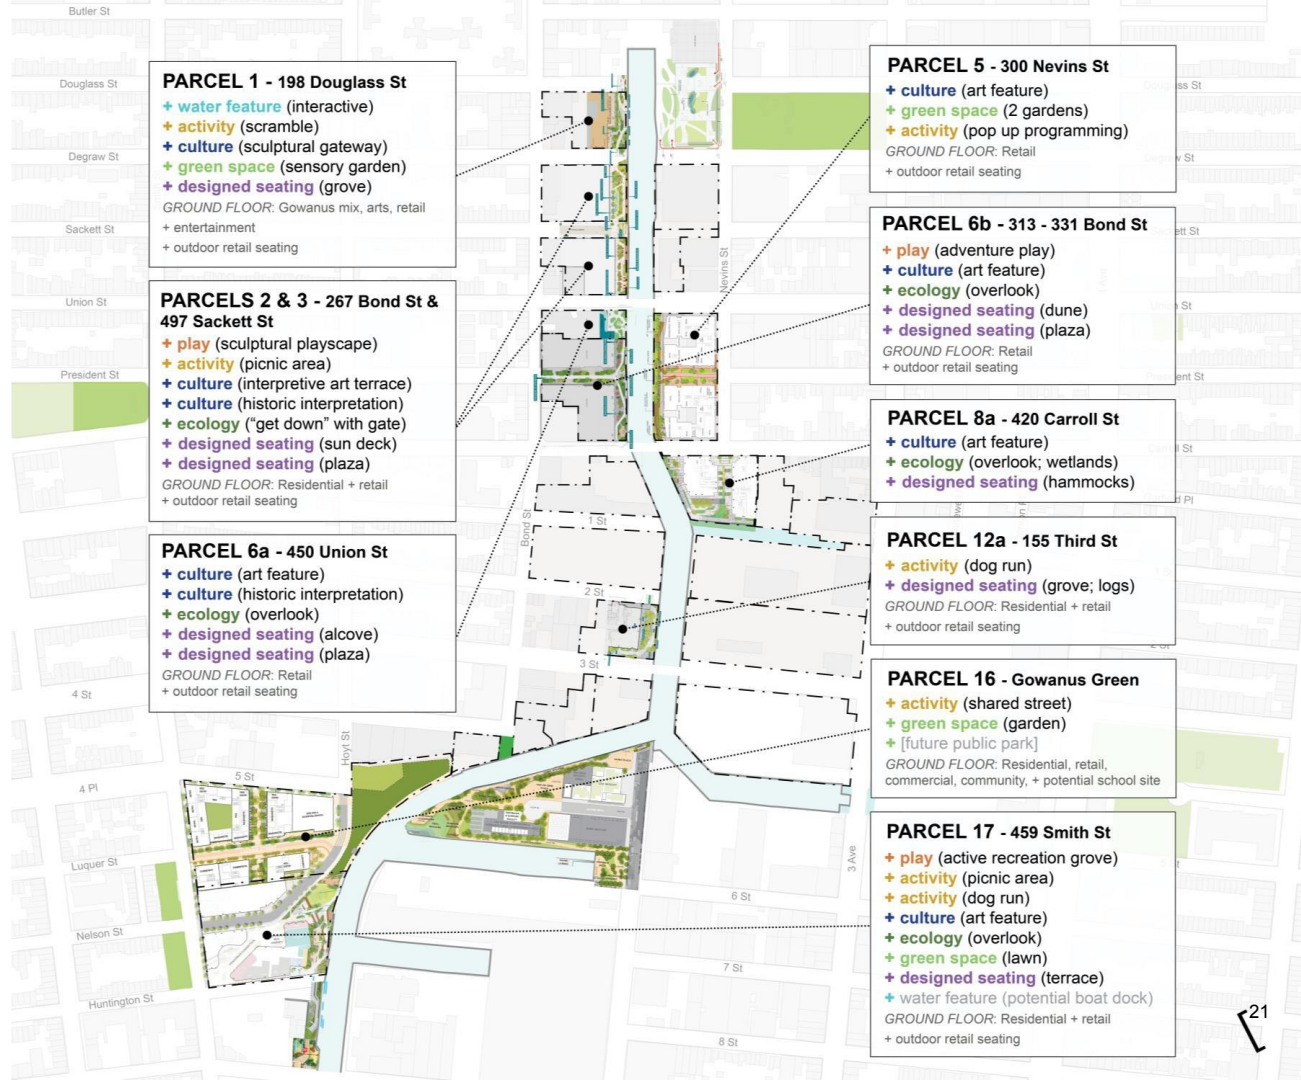 Butler St
Douglass St
Degraw St
Sackett St
Union St
President St
PARCEL 1 - 198 Douglass St
+ water feature (interactive)
+ activity (scramble)
+ culture (sculptural gateway)
+ green space (sensory garden)
+ designed seating (grove)
GROUND FLOOR: Gowanus mix, arts, retail
+ entertainment
+ outdoor retail seating
PARCELS 2 & 3 - 267 Bond St &
497 Sackett St
+ play (sculptural playscape)
+ activity (picnic area)
+ culture (interpretive art terrace)
+ culture (historic interpretation)
+ ecology (“get down” with gate)
+ designed seating (sun deck)
+ designed seating (plaza)
GROUND FLOOR: Residential + retail
+ outdoor retail seating
PARCEL 6a - 450 Union St
+ culture (art feature)
+ culture (historic interpretation)
+ ecology (overlook)
+ designed seating (alcove)
+ designed seating (plaza)
GROUND FLOOR: Retail
+ outdoor retail seating
PARCEL 5 - 300 Nevins St
+ culture (art feature)
+ green space (2 gardens)
+ activity (pop up programming)
GROUND FLOOR: Retail
+ outdoor retail seating
PARCEL 6b - 313 - 331 Bond St
+ play (adventure play)
+ culture (art feature)
+ ecology (overlook)
+ designed seating (dune)
+ designed seating (plaza)
GROUND FLOOR: Retail
+ outdoor retail seating
PARCEL 8a - 420 Carroll St
+ culture (art feature)
+ ecology (overlook; wetlands)
+ designed seating (hammocks)
PARCEL 12a - 155 Third St
+ activity (dog run)
+ designed seating (grove; logs)
GROUND FLOOR: Residential + retail
+ outdoor retail seating
PARCEL 16 - Gowanus Green
+ activity (shared street)
+ green space (garden)
+ [future public park]
GROUND FLOOR: Residential, retail,
commercial, community, + potential school site
PARCEL 17 - 459 Smith St
+ play (active recreation grove)
+ activity (picnic area)
+ activity (dog run)
+ culture (art feature)
+ ecology (overlook)
+ green space (lawn)
+ designed seating (terrace)
+ water feature (potential boat dock)
GROUND FLOOR: Residential + retail
+ outdoor retail seating
Nevins St
Bond St
1 St
2 St
3 St
4 St
Hoyt St
5 St
4 Pl
Luquer St
Nelson St
Huntington St
3 Ave
6 St
7 St
8 St
21